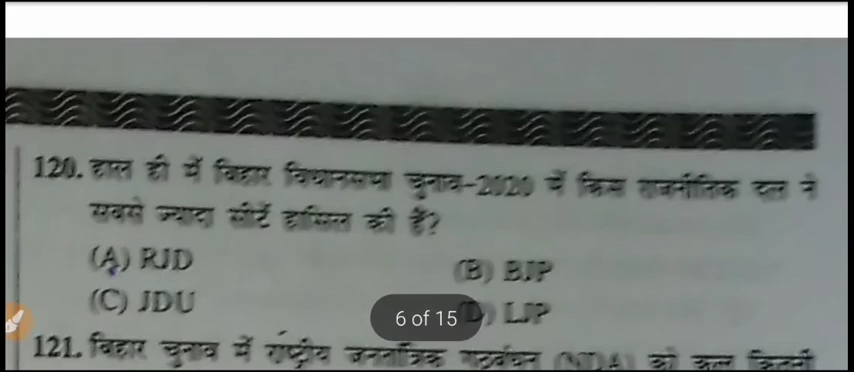 120. हाल ही में बिहार विधानसभा चुनाव-2020 में किस राजनीतिक दल ने
सबसे ज्यादा सीटें हासिल की हैं?
(A) RJD (B) BJP
(C) JDU (D) LJP
6 of 15
121. बिहार चुनाव में राष्ट्रीय जनतांत्रिक गठबंधन (NDA) को कुल कितनी